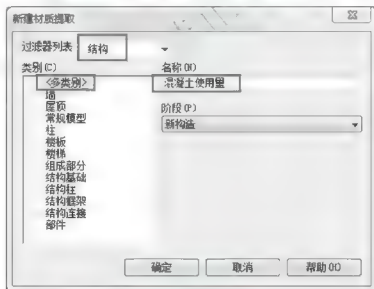 新建材质提取
过滤器列表: 结构
类别(C)
<多类别>
墙
屋顶
常规模型
柱
楼板
楼梯
组成部分
结构基础
结构柱
结构框架
结构连接
部件
名称(N)
混凝土使用量
阶段(P)
新构造
确定 取消 帮助(H)